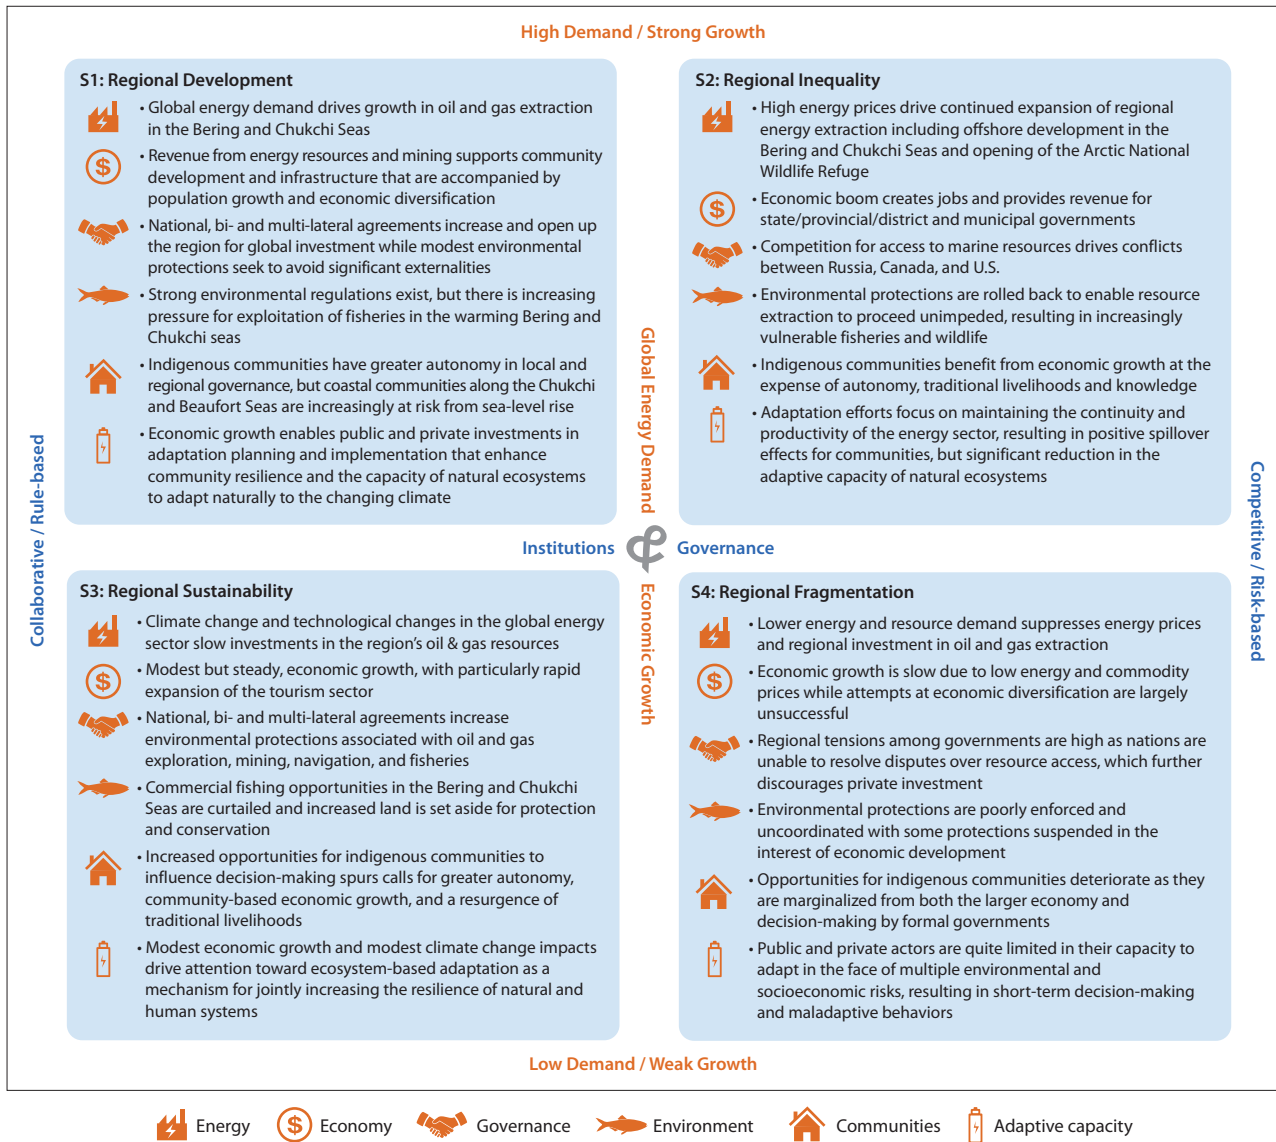 High Demand / Strong Growth
S1: Regional Development
• Global energy demand drives growth in oil and gas extraction
in the Bering and Chukchi Seas
• Revenue from energy resources and mining supports community
development and infrastructure that are accompanied by
population growth and economic diversification
• National, bi- and multi-lateral agreements increase and open up
the region for global investment while modest environmental
protections seek to avoid significant externalities
• Strong environmental regulations exist, but there is increasing
pressure for exploitation of fisheries in the warming Bering and
Chukchi seas
• Indigenous communities have greater autonomy in local and
regional governance, but coastal communities along the Chukchi
and Beaufort Seas are increasingly at risk from sea-level rise
• Economic growth enables public and private investments in
adaptation planning and implementation that enhance
community resilience and the capacity of natural ecosystems
to adapt naturally to the changing climate
S2: Regional Inequality
• High energy prices drive continued expansion of regional
energy extraction including offshore development in the
Bering and Chukchi Seas and opening of the Arctic National
Wildlife Refuge
• Economic boom creates jobs and provides revenue for
state/provincial/district and municipal governments
• Competition for access to marine resources drives conflicts
between Russia, Canada, and U.S.
• Environmental protections are rolled back to enable resource
extraction to proceed unimpeded, resulting in increasingly
vulnerable fisheries and wildlife
• Indigenous communities benefit from economic growth at the
expense of autonomy, traditional livelihoods and knowledge
• Adaptation efforts focus on maintaining the continuity and
productivity of the energy sector, resulting in positive spillover
effects for communities, but significant reduction in the
adaptive capacity of natural ecosystems
Global Energy Demand
Collaborative / Rule-based
Competitive / Risk-based
Institutions & Governance
Economic Growth
S3: Regional Sustainability
• Climate change and technological changes in the global energy
sector slow investments in the region's oil & gas resources
• Modest but steady, economic growth, with particularly rapid
expansion of the tourism sector
• National, bi- and multi-lateral agreements increase
environmental protections associated with oil and gas
exploration, mining, navigation, and fisheries
• Commercial fishing opportunities in the Bering and Chukchi
Seas are curtailed and increased land is set aside for protection
and conservation
• Increased opportunities for indigenous communities to
influence decision-making spurs calls for greater autonomy,
community-based economic growth, and a resurgence of
traditional livelihoods
• Modest economic growth and modest climate change impacts
drive attention toward ecosystem-based adaptation as a
mechanism for jointly increasing the resilience of natural and
human systems
S4: Regional Fragmentation
• Lower energy and resource demand suppresses energy prices
and regional investment in oil and gas extraction
• Economic growth is slow due to low energy and commodity
prices while attempts at economic diversification are largely
unsuccessful
• Regional tensions among governments are high as nations are
unable to resolve disputes over resource access, which further
discourages private investment
• Environmental protections are poorly enforced and
uncoordinated with some protections suspended in the
interest of economic development
• Opportunities for indigenous communities deteriorate as they
are marginalized from both the larger economy and
decision-making by formal governments
• Public and private actors are quite limited in their capacity to
adapt in the face of multiple environmental and
socioeconomic risks, resulting in short-term decision-making
and maladaptive behaviors
Low Demand / Weak Growth
Energy $ Economy Governance Environment Communities Adaptive capacity